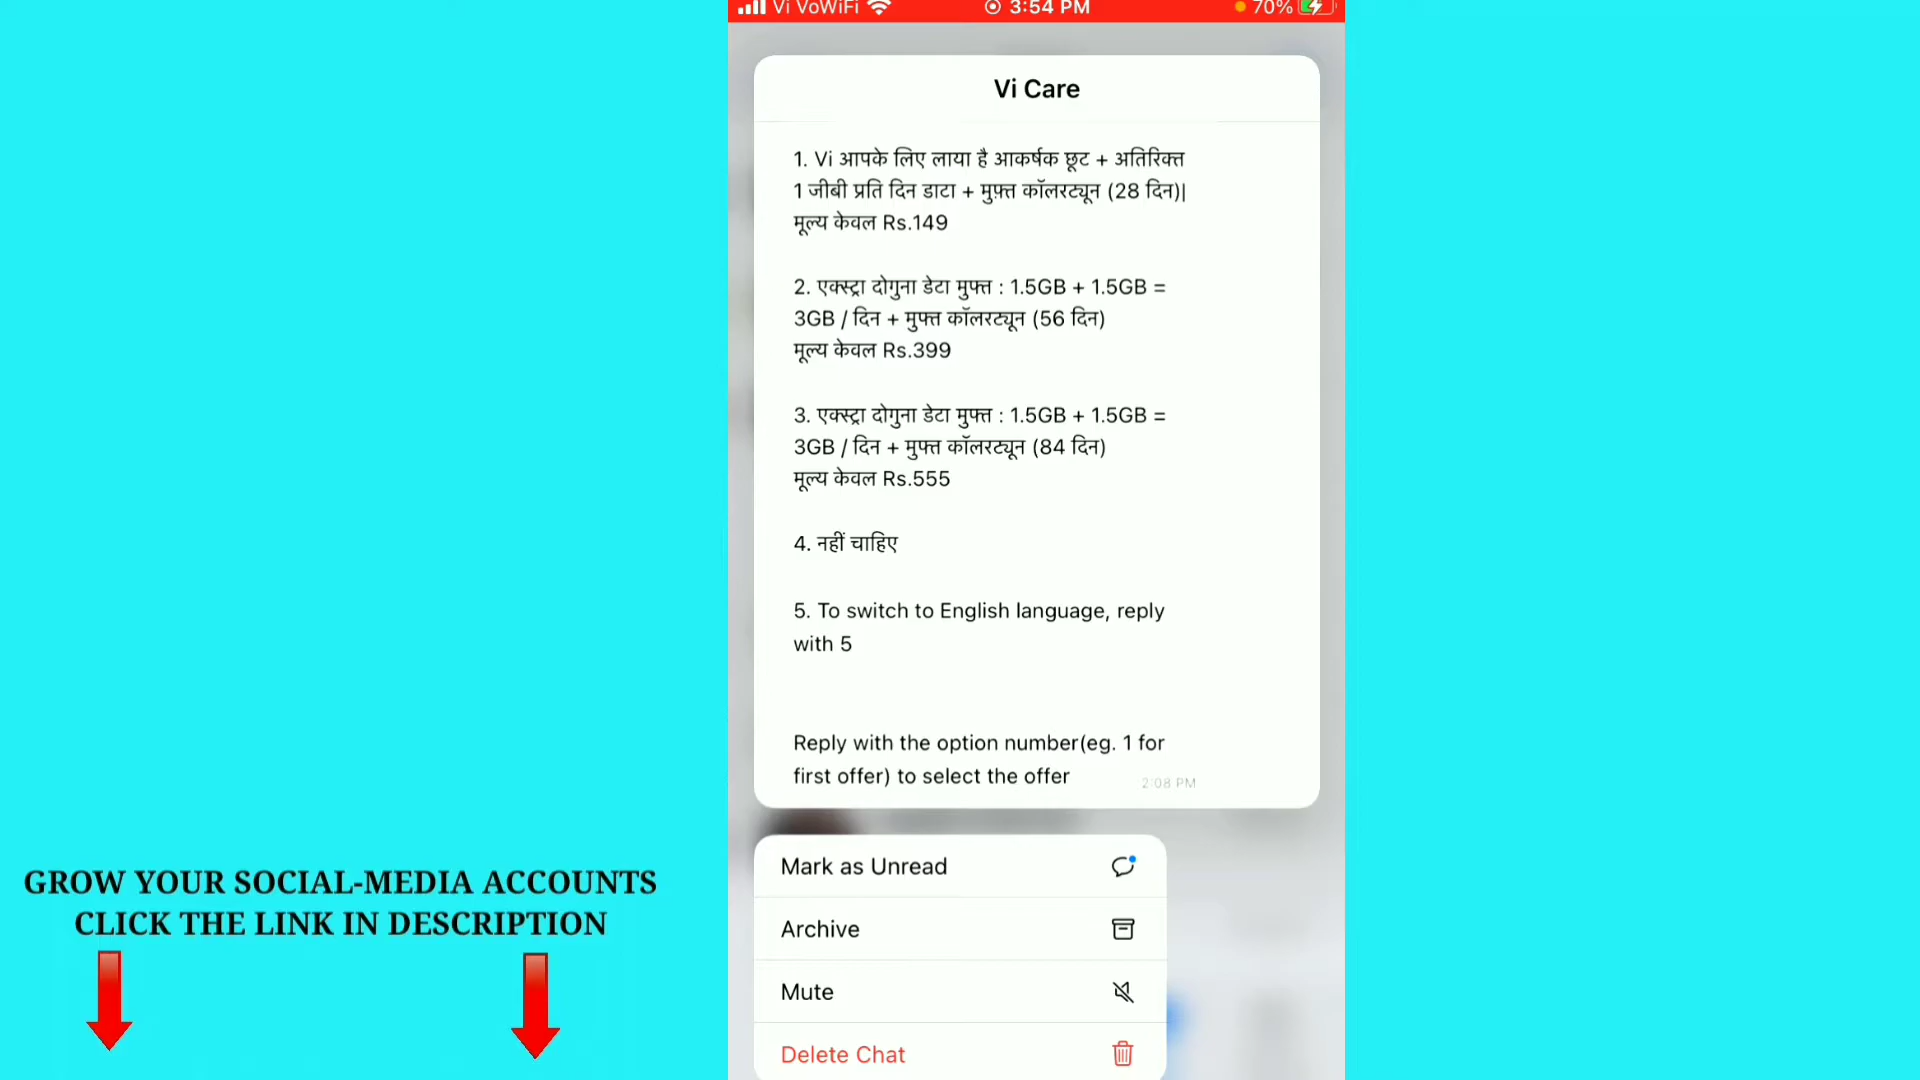 Vi VoWiFi
3:54 PM
70%
Vi Care
1. Vi आपके लिए लाया है आकर्षक छूट + अतिरिक्त
1 जीबी प्रति दिन डाटा + मुफ़्त कॉलरट्यून (28 दिन)|
मूल्य केवल Rs.149
2. एक्स्ट्रा दोगुना डेटा मुफ्त : 1.5GB + 1.5GB =
3GB / दिन + मुफ्त कॉलरट्यून (56 दिन)
मूल्य केवल Rs.399
3. एक्स्ट्रा दोगुना डेटा मुफ्त : 1.5GB + 1.5GB =
3GB / दिन + मुफ्त कॉलरट्यून (84 दिन)
मूल्य केवल Rs.555
4. नहीं चाहिए
5. To switch to English language, reply
with 5
Reply with the option number(eg. 1 for
first offer) to select the offer
2:08 PM
Mark as Unread
Archive
Mute
Delete Chat
GROW YOUR SOCIAL-MEDIA ACCOUNTS
CLICK THE LINK IN DESCRIPTION